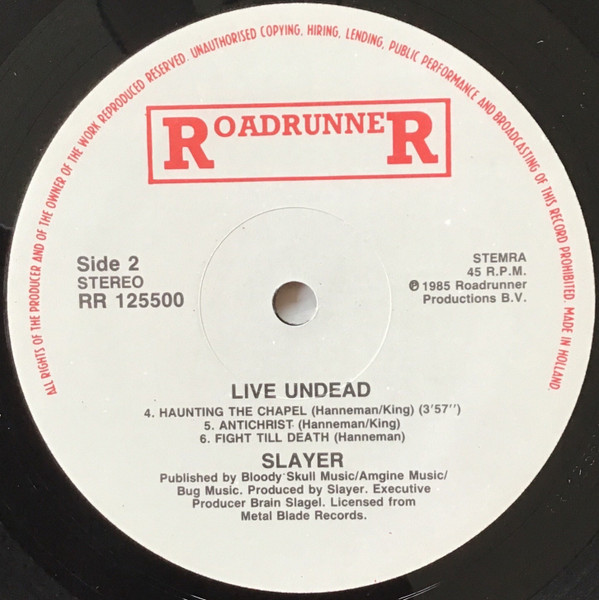 ALL RIGHTS OF THE PRODUCER AND OF THE OWNER OF THE WORK REPRODUCED RESERVED. UNAUTHORISED COPYING, HIRING, LENDING, PUBLIC PERFORMANCE AND BROADCASTING OF THIS RECORD PROHIBITED. MADE IN HOLLAND.
ROADRUNNER
Side 2
STEREO
RR 125500
STEMRA
45 R.P.M.
℗ 1985 Roadrunner
Productions B.V.
LIVE UNDEAD
4. HAUNTING THE CHAPEL (Hanneman/King) (3'57'')
5. ANTICHRIST (Hanneman/King)
6. FIGHT TILL DEATH (Hanneman)
SLAYER
Published by Bloody Skull Music/Amgine Music/
Bug Music. Produced by Slayer. Executive
Producer Brain Slagel. Licensed from
Metal Blade Records.